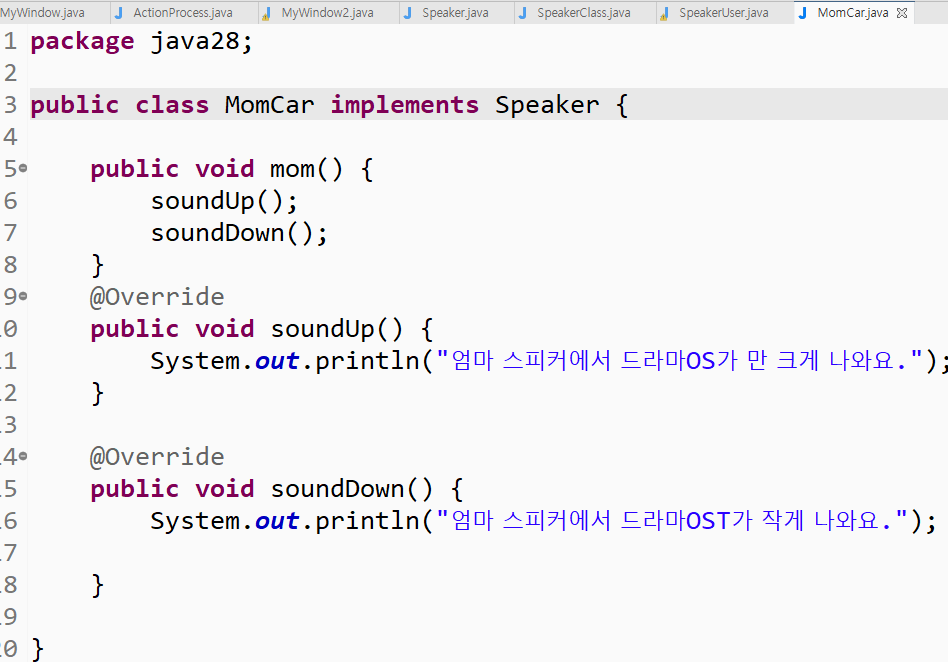 MyWindow.java ActionProcess.java MyWindow2.java Speaker.java SpeakerClass.java SpeakerUser.java MomCar.java
1 package java28;
2
3 public class MomCar implements Speaker {
4
5 public void mom() {
6 soundUp();
7 soundDown();
8 }
9 @Override
0 public void soundUp() {
1 System.out.println("엄마 스피커에서 드라마OS가 만 크게 나와요.");
2 }
3
4 @Override
5 public void soundDown() {
6 System.out.println("엄마 스피커에서 드라마OST가 작게 나와요.");
7
8 }
9
0 }